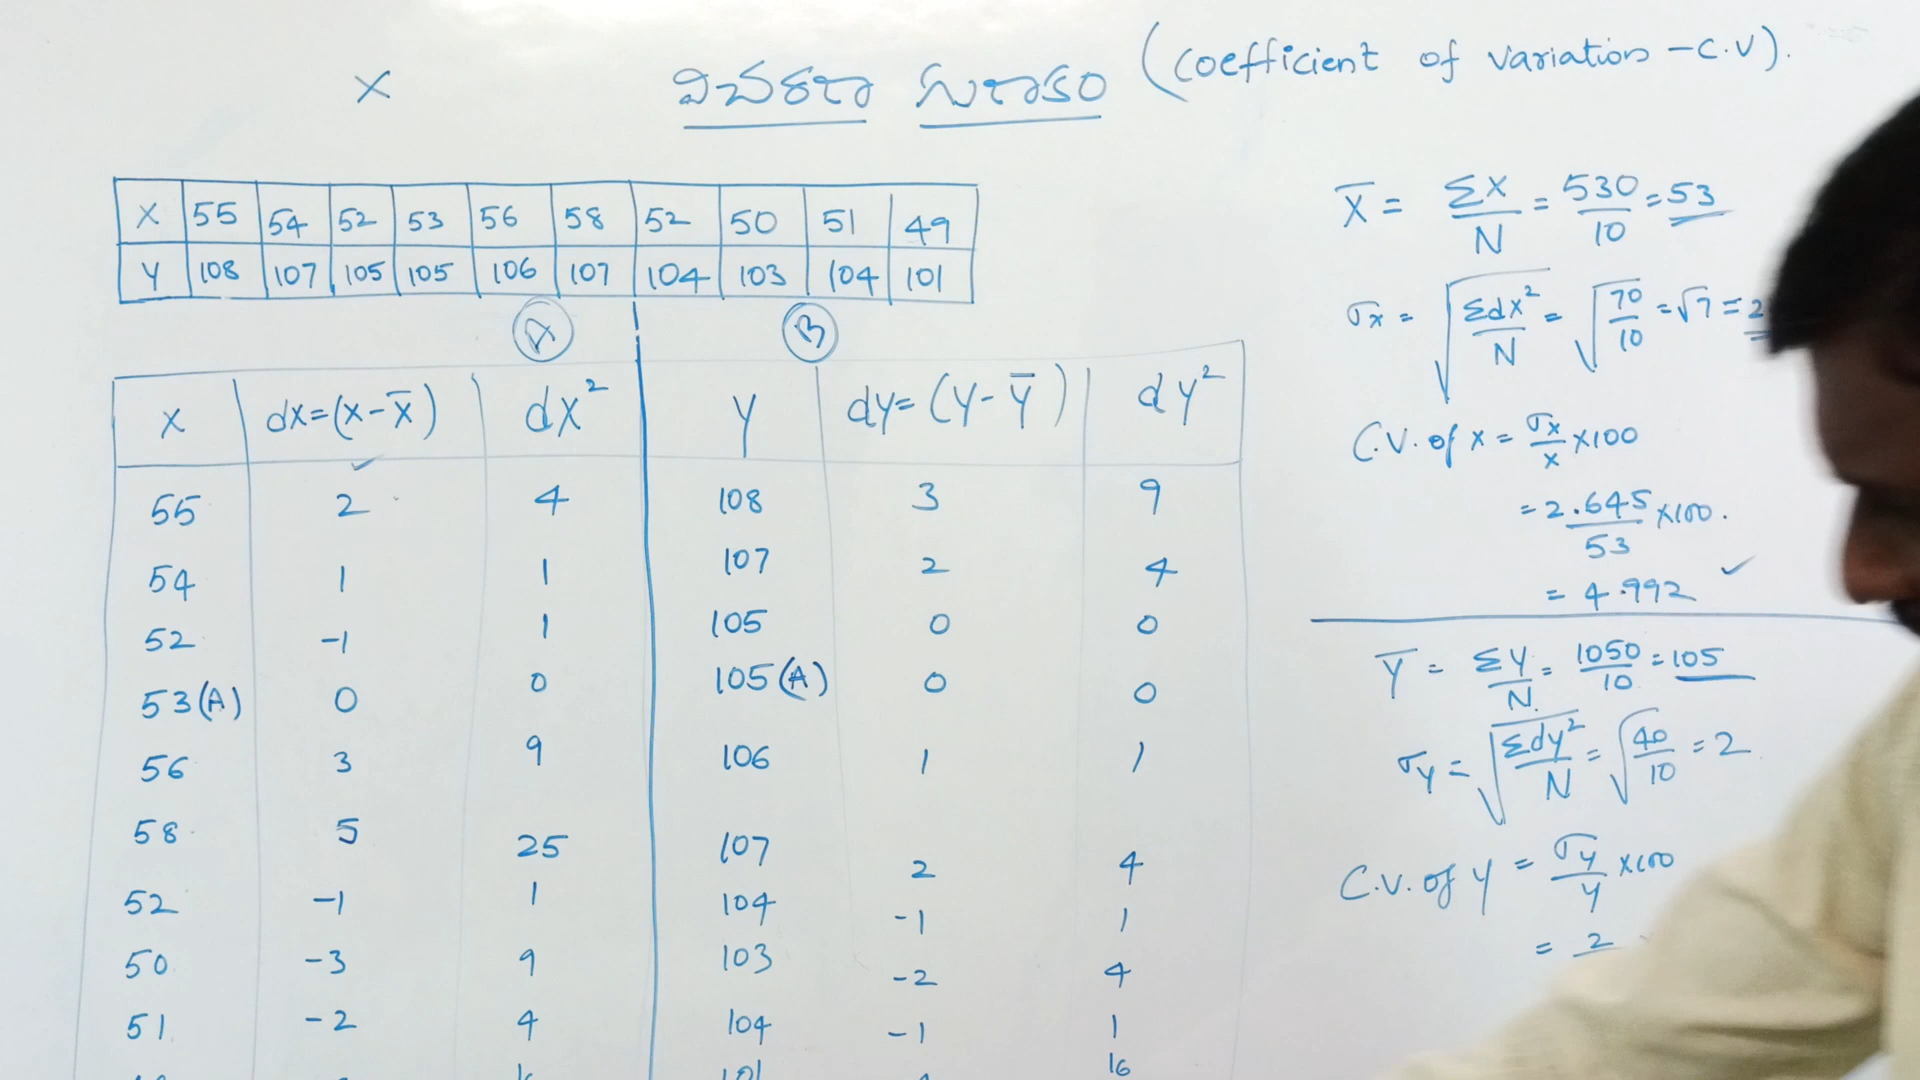 X విచరణా గుణాంకం (Coefficient of variation - C.V).
X 55 54 52 53 56 58 52 50 51 49
Y 108 107 105 105 106 107 104 103 104 101
A B
X dx=(x-x̅) dx² Y dy=(y-y̅) dy²
55 2 4 108 3 9
54 1 1 107 2 4
52 -1 1 105 0 0
53(A) 0 0 105(A) 0 0
56 3 9 106 1 1
58 5 25 107 2 4
52 -1 1 104 -1 1
50 -3 9 103 -2 4
51 -2 4 104 -1 1
101 16
X̅ = ΣX/N = 530/10 = 53
σx = √(Σdx²/N) = √(70/10) = √7 = 2
C.V. of x = σx/x ×100
= 2.645/53 ×100.
= 4.992 ✓
Y̅ = ΣY/N = 1050/10 = 105
σy = √(Σdy²/N) = √(40/10) = 2
C.V. of y = σy/y ×100
= 2